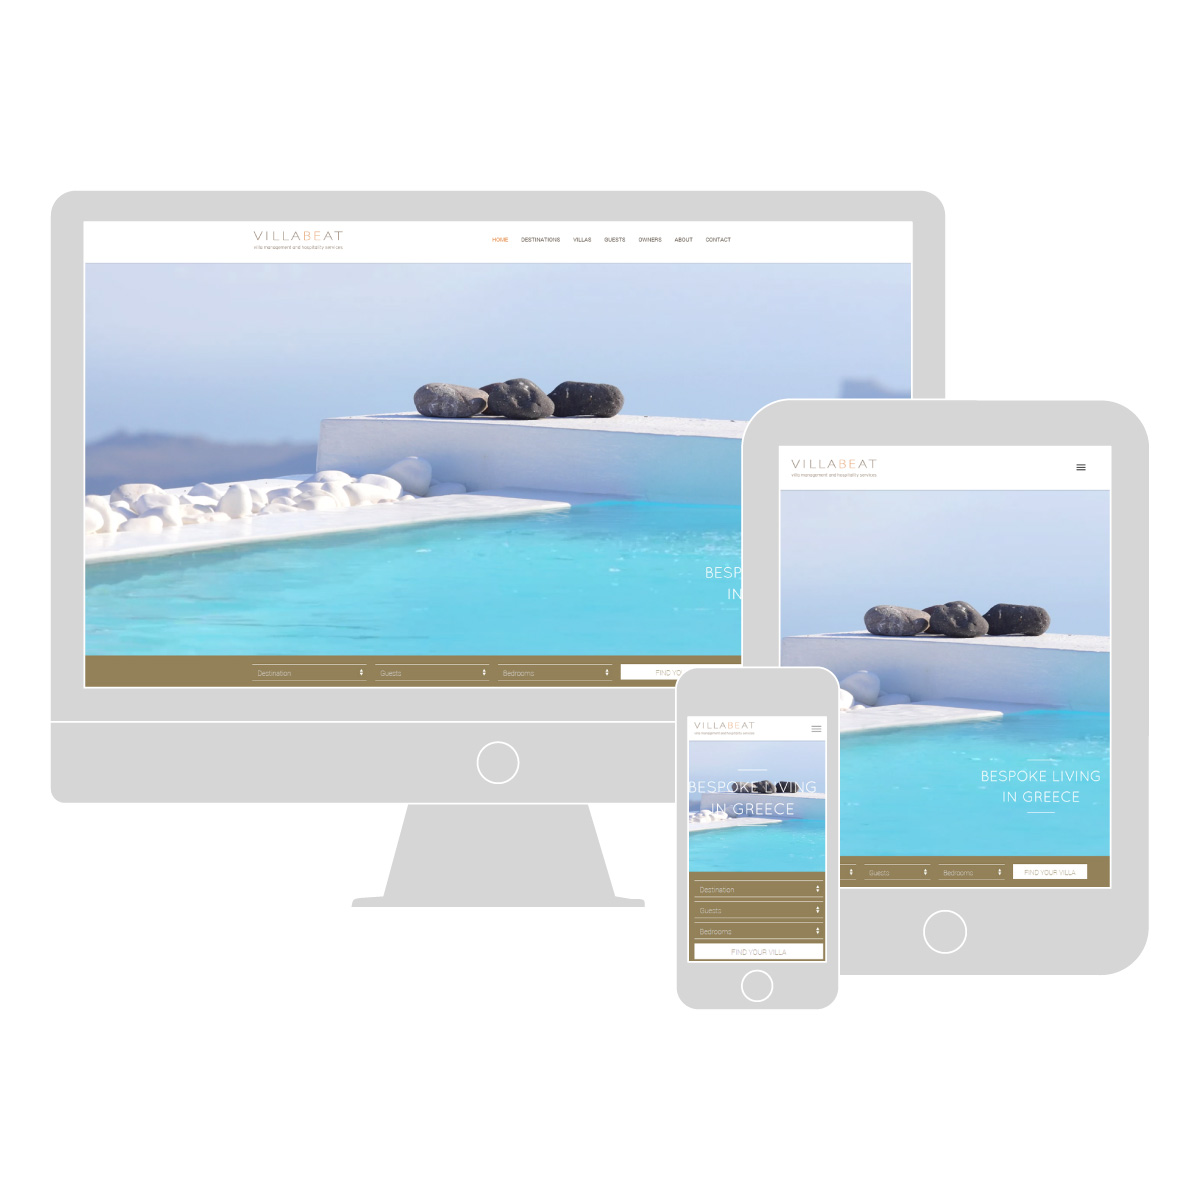 VILLABEAT
villa management and hospitality services
HOME DESTINATIONS VILLAS GUESTS OWNERS ABOUT CONTACT
BESP
IN
Destination Guests Bedrooms FIND YO
VILLABEAT
villa management and hospitality services
BESPOKE LIVING
IN GREECE
Guests Bedrooms FIND YOUR VILLA
VILLABEAT
villa management and hospitality services
BESPOKE LIVING
IN GREECE
Destination
Guests
Bedrooms
FIND YOUR VILLA